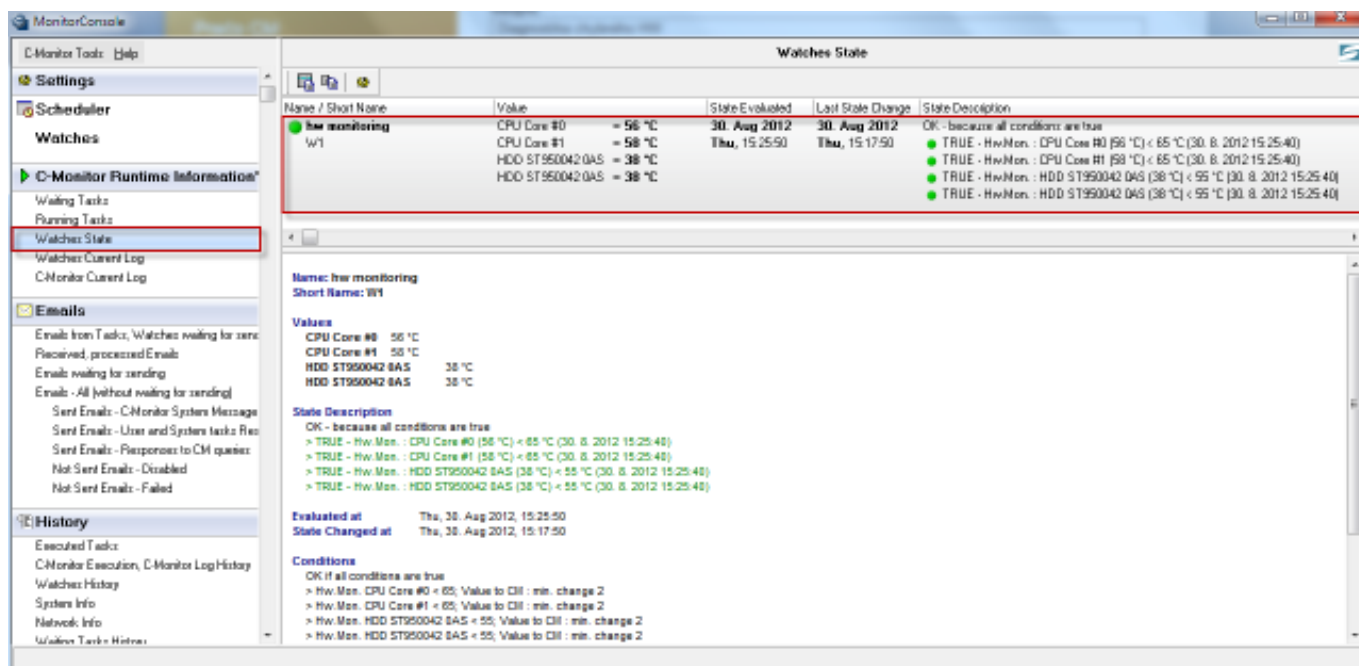 MonitorConsole
C-Monitor Tools Help
Watches State
Settings
Scheduler
Watches
C-Monitor Runtime Information"
Waiting Tasks
Running Tasks
Watches State
Watches Current Log
C-Monitor Current Log
Emails
Emails from Tasks, Watches waiting for send
Received, processed Emails
Emails waiting for sending
Emails - All (without waiting for sending)
Sent Emails - C-Monitor System Message
Sent Emails - User and System tasks Res
Sent Emails - Responses to CM queries
Not Sent Emails - Disabled
Not Sent Emails - Failed
History
Executed Tasks
C-Monitor Execution, C-Monitor Log History
Watches History
System Info
Network Info
Waiting Tasks History
Name / Short Name Value State Evaluated Last State Change State Description
hw monitoring CPU Core #0 = 56 °C 30. Aug 2012 30. Aug 2012 OK - because all conditions are true
W1 CPU Core #1 = 58 °C Thu, 15:25:50 Thu, 15:17:50 TRUE - Hw.Mon. : CPU Core #0 (56 °C) < 65 °C (30. 8. 2012 15:25:40)
HDD ST950042 0AS = 38 °C TRUE - Hw.Mon. : CPU Core #1 (58 °C) < 65 °C (30. 8. 2012 15:25:40)
HDD ST950042 0AS = 38 °C TRUE - Hw.Mon. : HDD ST950042 0AS (38 °C) < 55 °C (30. 8. 2012 15:25:40)
TRUE - Hw.Mon. : HDD ST950042 0AS (38 °C) < 55 °C (30. 8. 2012 15:25:40)
Name: hw monitoring
Short Name: W1
Values
CPU Core #0 56 °C
CPU Core #1 58 °C
HDD ST950042 0AS 38 °C
HDD ST950042 0AS 38 °C
State Description
OK - because all conditions are true
> TRUE - Hw.Mon. : CPU Core #0 (56 °C) < 65 °C (30. 8. 2012 15:25:40)
> TRUE - Hw.Mon. : CPU Core #1 (58 °C) < 65 °C (30. 8. 2012 15:25:40)
> TRUE - Hw.Mon. : HDD ST950042 0AS (38 °C) < 55 °C (30. 8. 2012 15:25:40)
> TRUE - Hw.Mon. : HDD ST950042 0AS (38 °C) < 55 °C (30. 8. 2012 15:25:40)
Evaluated at Thu, 30. Aug 2012, 15:25:50
State Changed at Thu, 30. Aug 2012, 15:17:50
Conditions
OK if all conditions are true
> Hw.Mon. CPU Core #0 < 65; Value to CM : min. change 2
> Hw.Mon. CPU Core #1 < 65; Value to CM : min. change 2
> Hw.Mon. HDD ST950042 0AS < 55; Value to CM : min. change 2
> Hw.Mon. HDD ST950042 0AS < 55; Value to CM : min. change 2